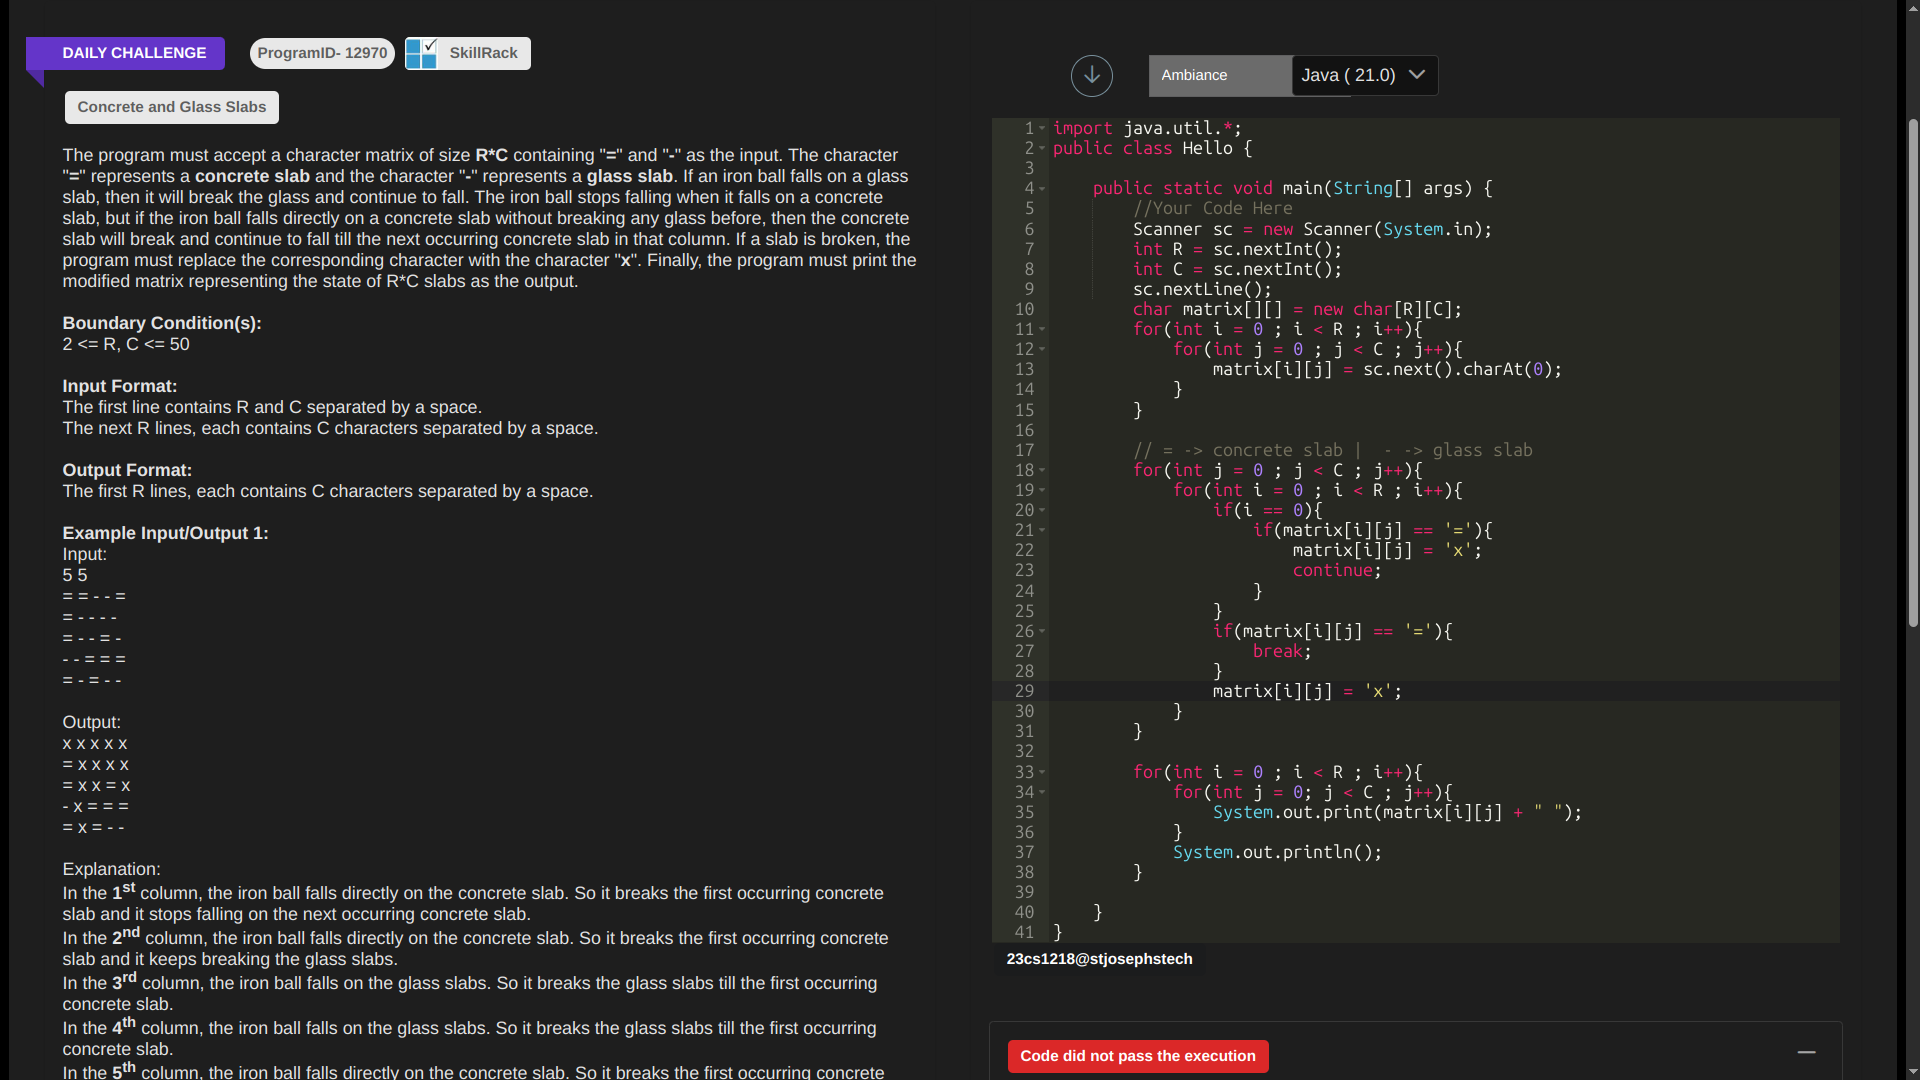 DAILY CHALLENGE
ProgramID- 12970
SkillRack
Concrete and Glass Slabs
The program must accept a character matrix of size R*C containing "=" and "-" as the input. The character
"=" represents a concrete slab and the character "-" represents a glass slab. If an iron ball falls on a glass
slab, then it will break the glass and continue to fall. The iron ball stops falling when it falls on a concrete
slab, but if the iron ball falls directly on a concrete slab without breaking any glass before, then the concrete
slab will break and continue to fall till the next occurring concrete slab in that column. If a slab is broken, the
program must replace the corresponding character with the character "x". Finally, the program must print the
modified matrix representing the state of R*C slabs as the output.
Boundary Condition(s):
2 <= R, C <= 50
Input Format:
The first line contains R and C separated by a space.
The next R lines, each contains C characters separated by a space.
Output Format:
The first R lines, each contains C characters separated by a space.
Example Input/Output 1:
Input:
5 5
= = - - =
= - - - -
= - - = -
- - = = =
= - = - -
Output:
x x x x x
= x x x x
= x x = x
- x = = =
= x = - -
Explanation:
In the 1st column, the iron ball falls directly on the concrete slab. So it breaks the first occurring concrete
slab and it stops falling on the next occurring concrete slab.
In the 2nd column, the iron ball falls directly on the concrete slab. So it breaks the first occurring concrete
slab and it keeps breaking the glass slabs.
In the 3rd column, the iron ball falls on the glass slabs. So it breaks the glass slabs till the first occurring
concrete slab.
In the 4th column, the iron ball falls on the glass slabs. So it breaks the glass slabs till the first occurring
concrete slab.
In the 5th column, the iron ball falls directly on the concrete slab. So it breaks the first occurring concrete
Ambiance
Java ( 21.0)
1 import java.util.*;
2 public class Hello {
3
4     public static void main(String[] args) {
5         //Your Code Here
6         Scanner sc = new Scanner(System.in);
7         int R = sc.nextInt();
8         int C = sc.nextInt();
9         sc.nextLine();
10         char matrix[][] = new char[R][C];
11         for(int i = 0 ; i < R ; i++){
12             for(int j = 0 ; j < C ; j++){
13                 matrix[i][j] = sc.next().charAt(0);
14             }
15         }
16
17         // = -> concrete slab |  - -> glass slab
18         for(int j = 0 ; j < C ; j++){
19             for(int i = 0 ; i < R ; i++){
20                 if(i == 0){
21                     if(matrix[i][j] == '='){
22                         matrix[i][j] = 'x';
23                         continue;
24                     }
25                 }
26                 if(matrix[i][j] == '='){
27                     break;
28                 }
29                 matrix[i][j] = 'x';
30             }
31         }
32
33         for(int i = 0 ; i < R ; i++){
34             for(int j = 0; j < C ; j++){
35                 System.out.print(matrix[i][j] + " ");
36             }
37             System.out.println();
38         }
39
40     }
41 }
23cs1218@stjosephstech
Code did not pass the execution